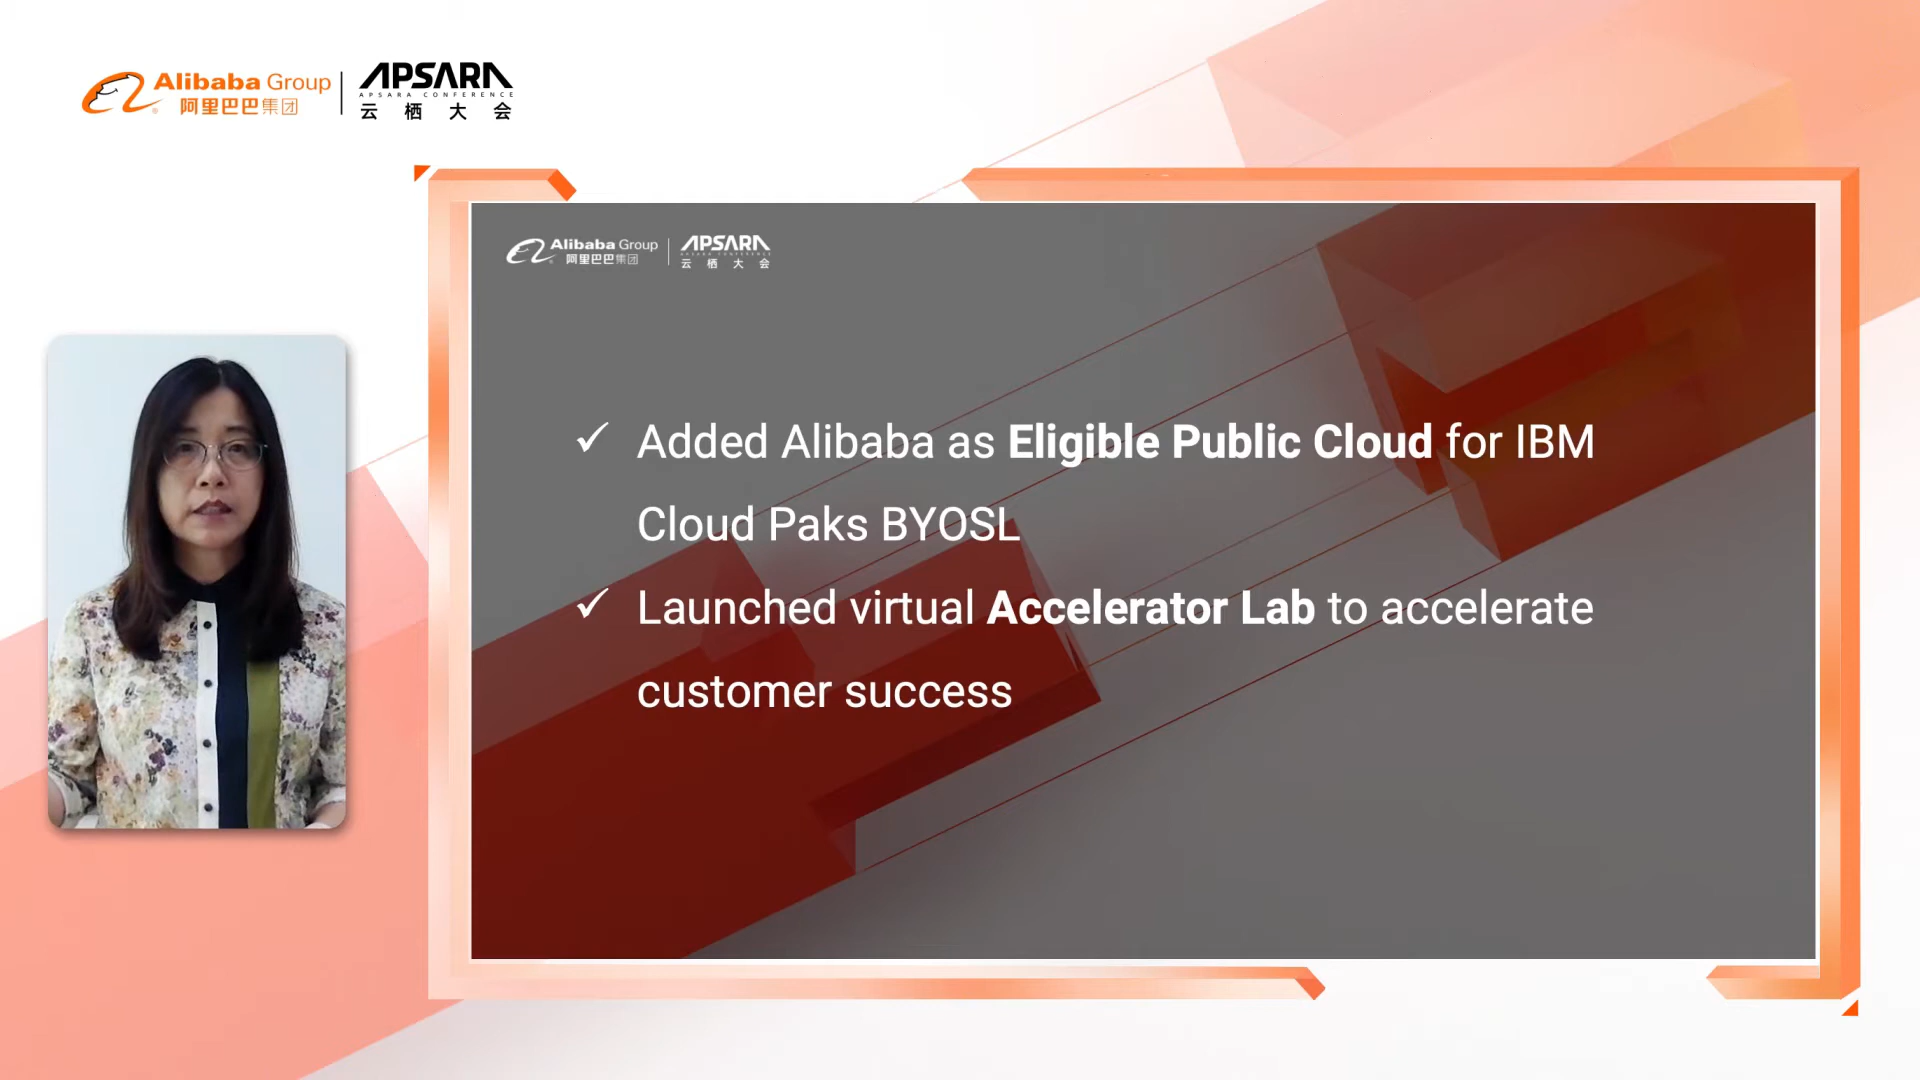 Alibaba Group
阿里巴巴集团
APSARA
APSARA CONFERENCE
云栖大会
Alibaba Group
阿里巴巴集团
APSARA
APSARA CONFERENCE
云栖大会
✓ Added Alibaba as Eligible Public Cloud for IBM
Cloud Paks BYOSL
✓ Launched virtual Accelerator Lab to accelerate
customer success